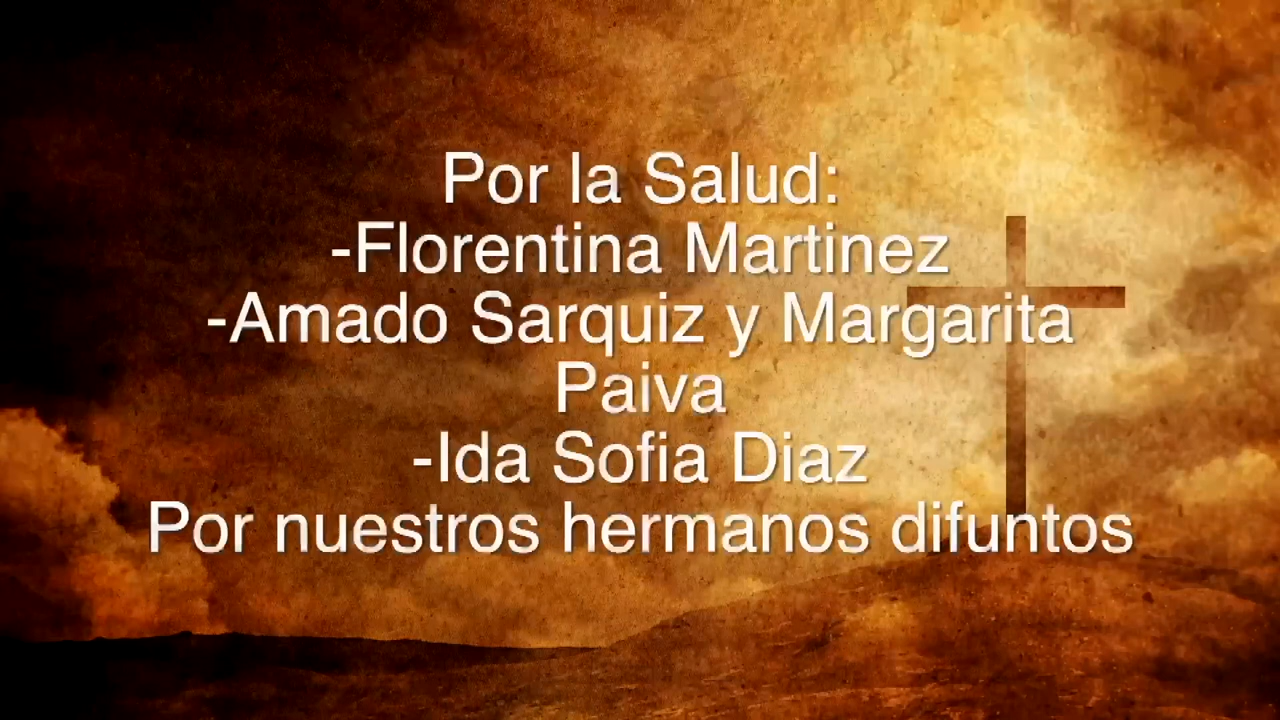 Por la Salud:
-Florentina Martinez
-Amado Sarquiz y Margarita
Paiva
-Ida Sofia Diaz
Por nuestros hermanos difuntos